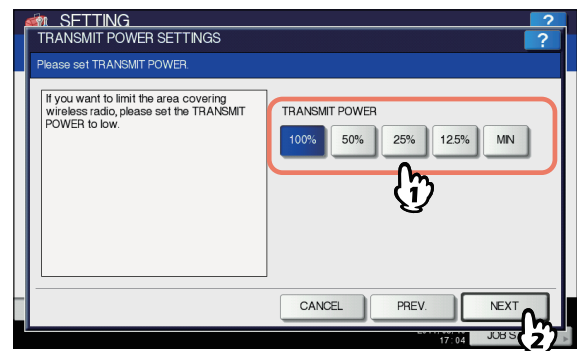 SETTING
?
TRANSMIT POWER SETTINGS
?
Please set TRANSMIT POWER.
If you want to limit the area covering
wireless radio, please set the TRANSMIT
POWER to low.
TRANSMIT POWER
100% 50% 25% 12.5% MIN
1
CANCEL PREV. NEXT
2
17:04
JOB S